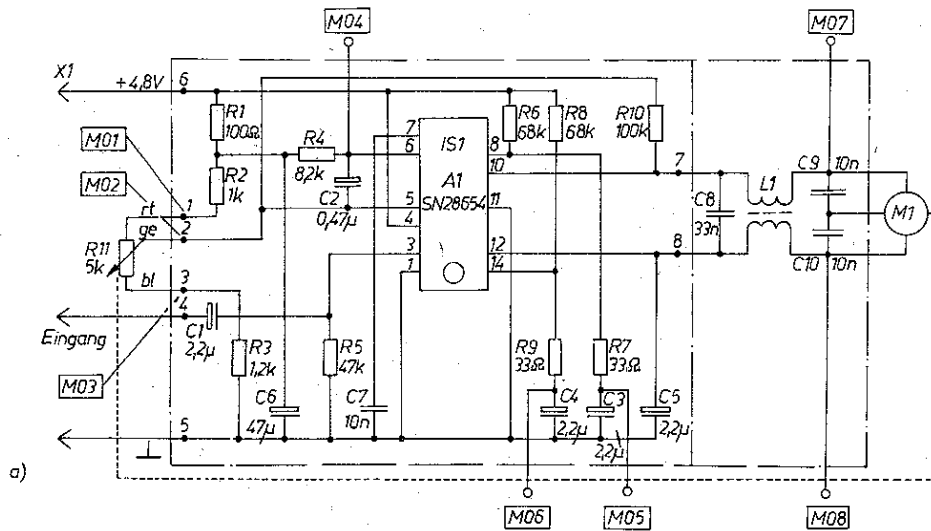 M04
M07
X1
+4,8V
6
R1
100Ω
R4
8,2k
R2
1k
C2
0,47µ
7
6
5
4
3
1
IS1
A1
SN28654
8
10
11
12
14
R6
68k
R8
68k
R10
100k
7
8
C8
33n
L1
C9
10n
C10
10n
M1
M01
M02
rt
1
ge
2
R11
5k
bl
3
4
Eingang
C1
2,2µ
M03
R3
1,2k
C6
47µ
R5
47k
C7
10n
R9
33Ω
R7
33Ω
C4
2,2µ
C3
2,2µ
C5
2,2µ
5
a)
M06
M05
M08